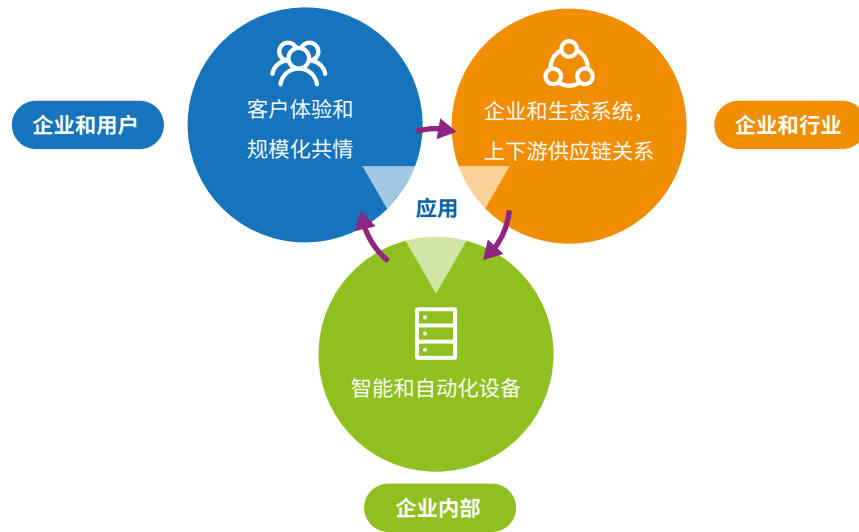 企业和用户
客户体验和
规模化共情
企业和生态系统，
上下游供应链关系
企业和行业
应用
智能和自动化设备
企业内部